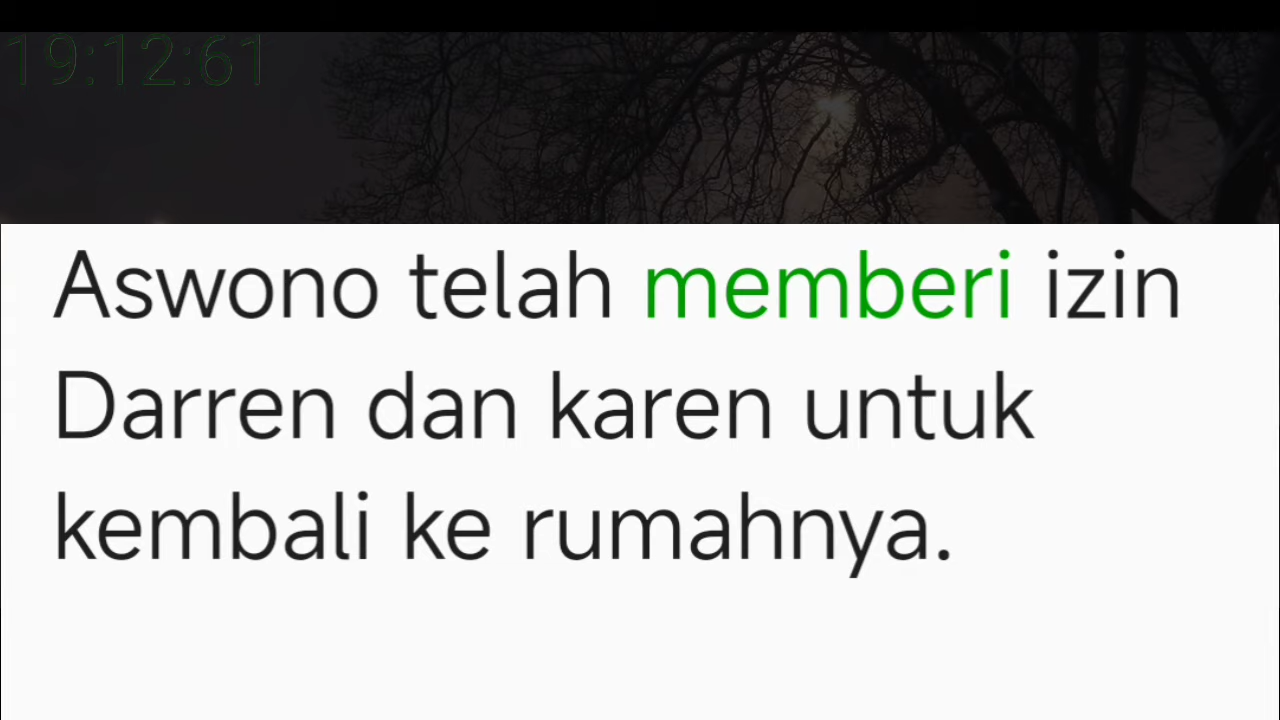 19:12:61
Aswono telah memberi izin
Darren dan karen untuk
kembali ke rumahnya.